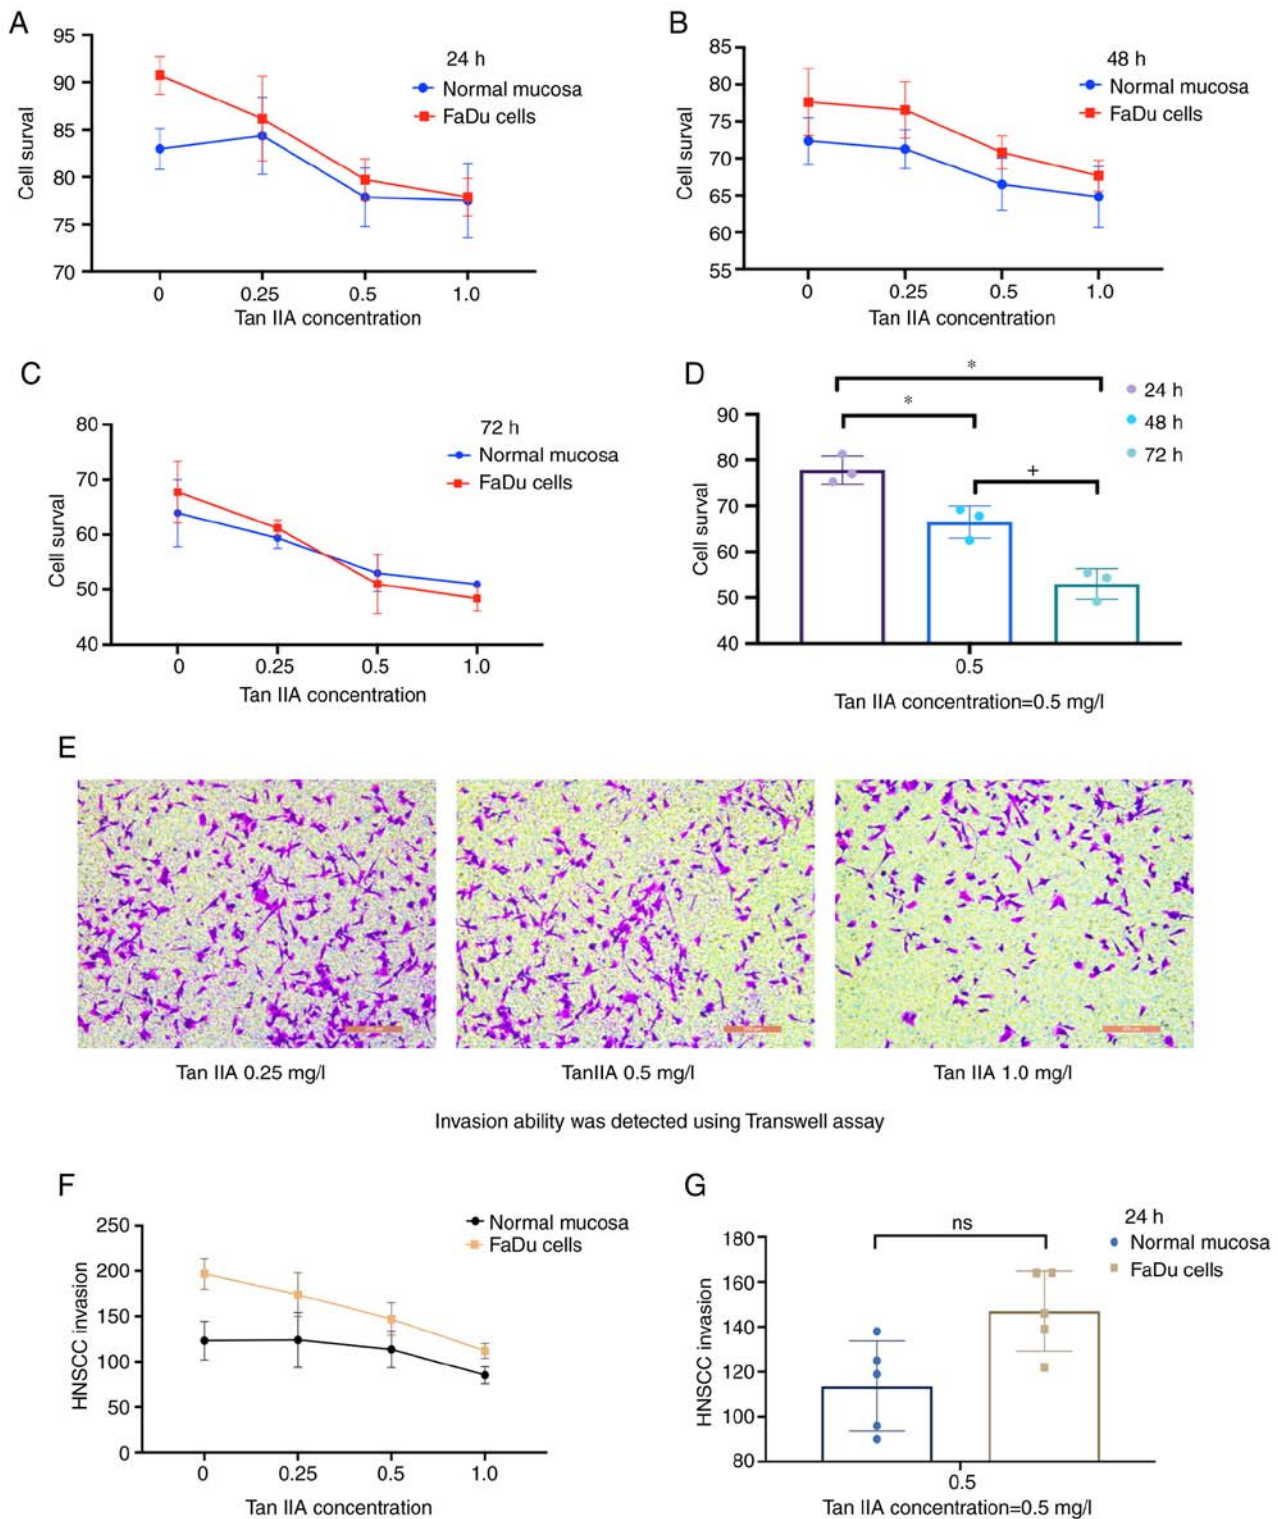 A
95
90
85
80
75
70
Cell surval
24 h
Normal mucosa
FaDu cells
0 0.25 0.5 1.0
Tan IIA concentration
B
85
80
75
70
65
60
55
Cell surval
48 h
Normal mucosa
FaDu cells
0 0.25 0.5 1.0
Tan IIA concentration
C
80
70
60
50
40
Cell surval
72 h
Normal mucosa
FaDu cells
0 0.25 0.5 1.0
Tan IIA concentration
D
90
80
70
60
50
40
Cell surval
*
*
+
24 h
48 h
72 h
0.5
Tan IIA concentration=0.5 mg/l
E
Tan IIA 0.25 mg/l
TanIIA 0.5 mg/l
Tan IIA 1.0 mg/l
Invasion ability was detected using Transwell assay
F
250
200
150
100
50
0
HNSCC invasion
Normal mucosa
FaDu cells
0 0.25 0.5 1.0
Tan IIA concentration
G
180
160
140
120
100
80
HNSCC invasion
ns
24 h
Normal mucosa
FaDu cells
0.5
Tan IIA concentration=0.5 mg/l